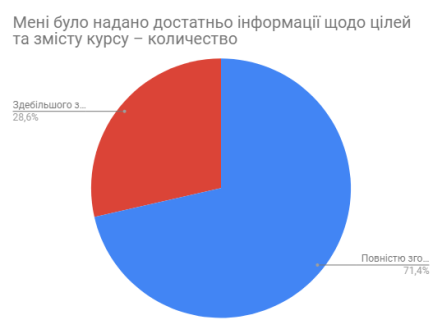 Мені було надано достатньо інформації щодо цілей
та змісту курсу – количество
Здебільшого з...
28,6%
Повністю зго...
71,4%